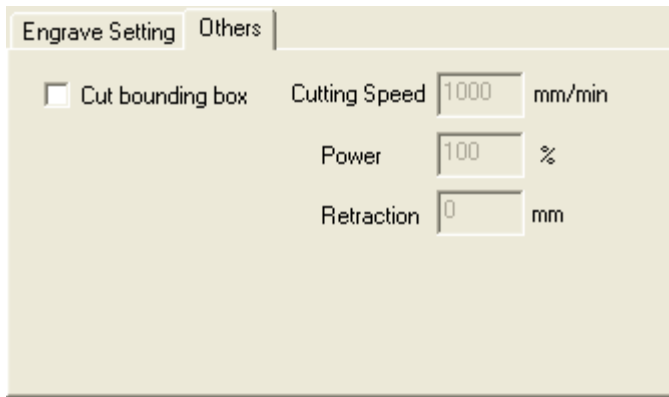 Engrave Setting Others
Cut bounding box Cutting Speed 1000 mm/min
Power 100 %
Retraction 0 mm